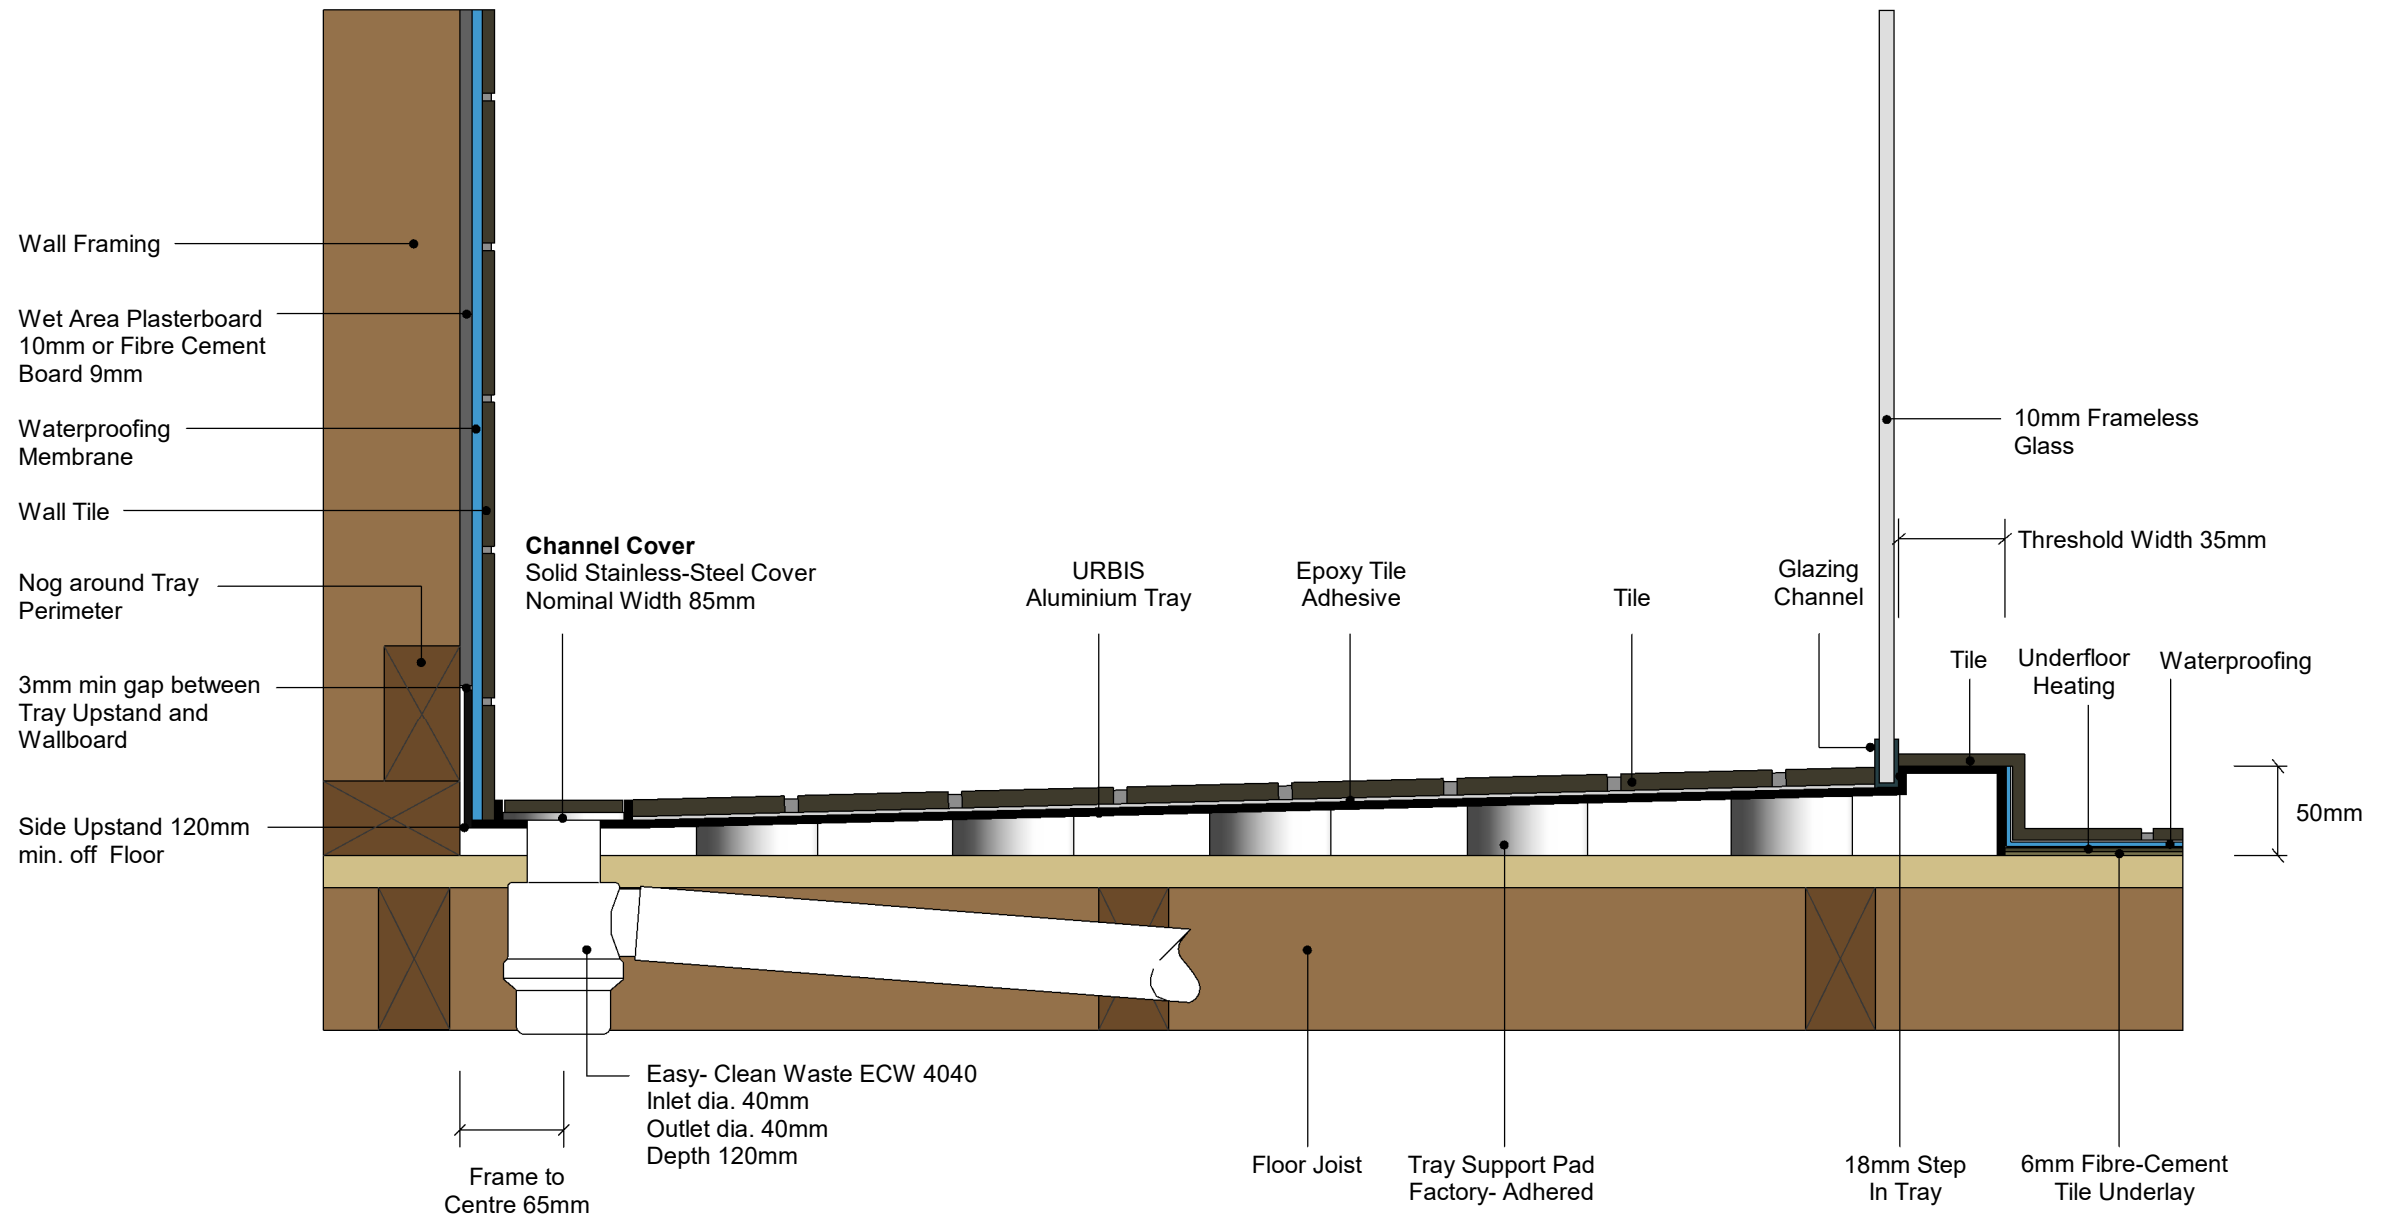 Wall Framing
Wet Area Plasterboard
10mm or Fibre Cement
Board 9mm
Waterproofing
Membrane
Wall Tile
Nog around Tray
Perimeter
3mm min gap between
Tray Upstand and
Wallboard
Side Upstand 120mm
min. off  Floor
Channel Cover
Solid Stainless-Steel Cover
Nominal Width 85mm
URBIS
Aluminium Tray
Epoxy Tile
Adhesive
Tile
Glazing
Channel
10mm Frameless
Glass
Threshold Width 35mm
Tile
Underfloor
Heating
Waterproofing
50mm
Easy- Clean Waste ECW 4040
Inlet dia. 40mm
Outlet dia. 40mm
Depth 120mm
Frame to
Centre 65mm
Floor Joist
Tray Support Pad
Factory- Adhered
18mm Step
In Tray
6mm Fibre-Cement
Tile Underlay